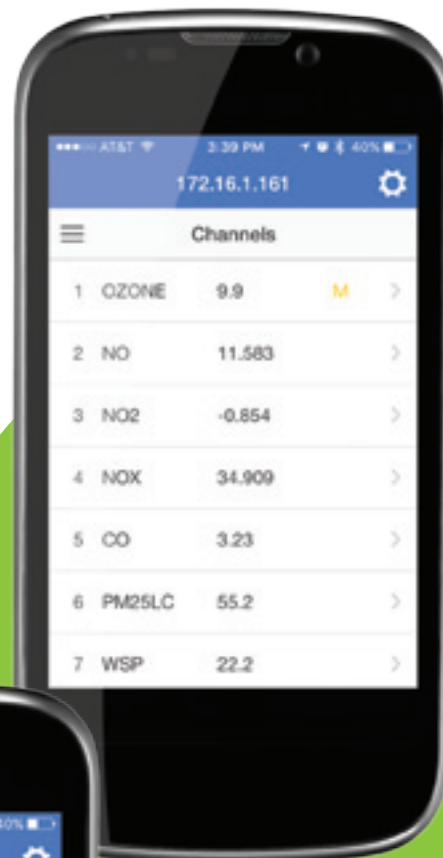 AT&T 3:39 PM 40%
172.16.1.161
Channels
1 OZONE 9.9 M
2 NO 11.583
3 NO2 -0.854
4 NOX 34.909
5 CO 3.23
6 PM25LC 55.2
7 WSP 22.2
40%